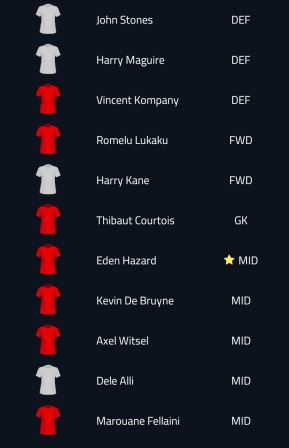 John Stones DEF
Harry Maguire DEF
Vincent Kompany DEF
Romelu Lukaku FWD
Harry Kane FWD
Thibaut Courtois GK
Eden Hazard MID
Kevin De Bruyne MID
Axel Witsel MID
Dele Alli MID
Marouane Fellaini MID